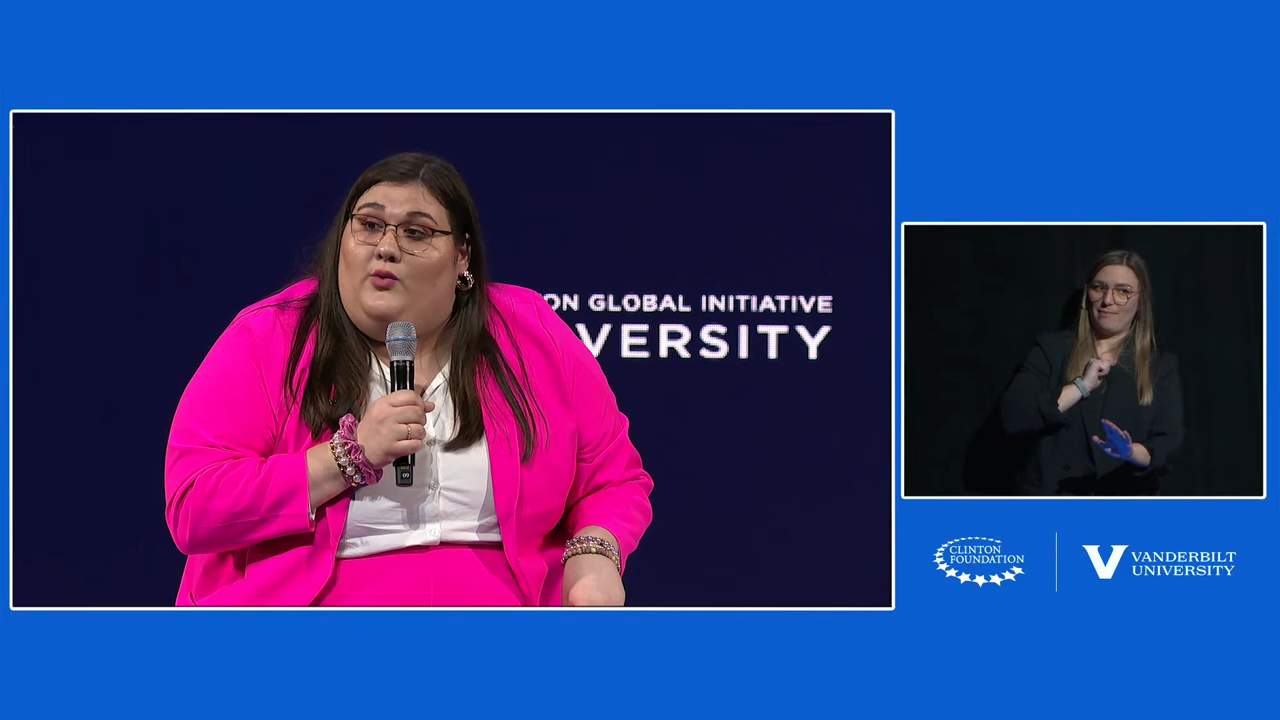 ON GLOBAL INITIATIVE
VERSITY
CLINTON
FOUNDATION
VANDERBILT
UNIVERSITY